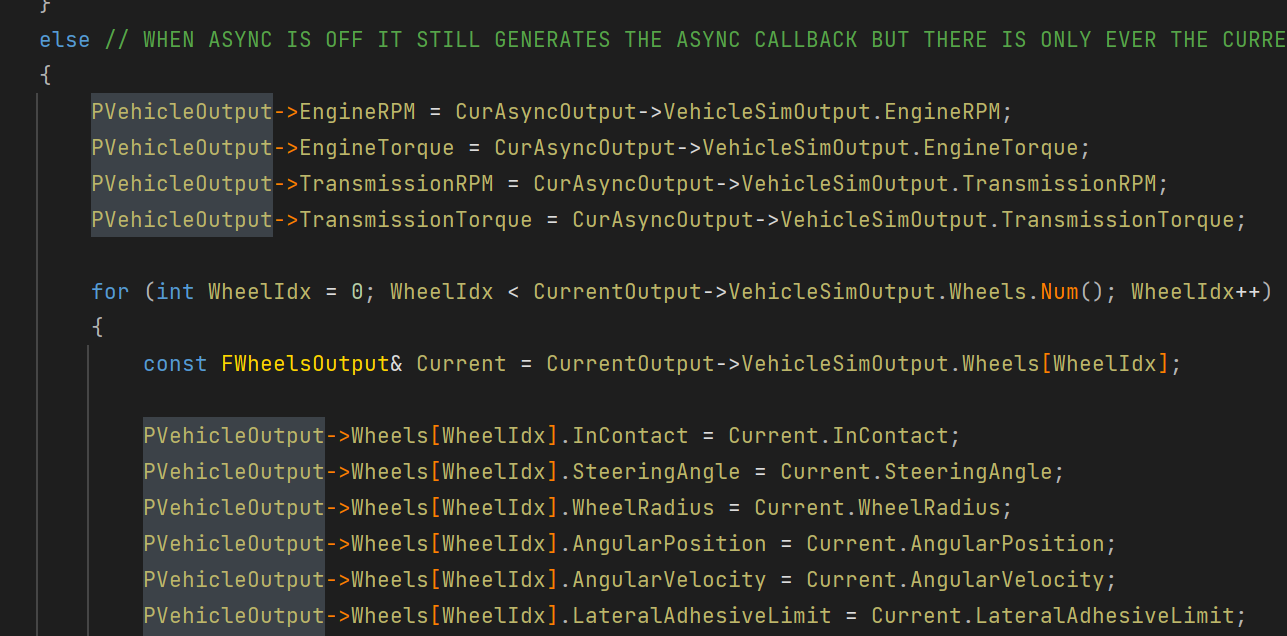 }
else // WHEN ASYNC IS OFF IT STILL GENERATES THE ASYNC CALLBACK BUT THERE IS ONLY EVER THE CURRE
{
PVehicleOutput->EngineRPM = CurAsyncOutput->VehicleSimOutput.EngineRPM;
PVehicleOutput->EngineTorque = CurAsyncOutput->VehicleSimOutput.EngineTorque;
PVehicleOutput->TransmissionRPM = CurAsyncOutput->VehicleSimOutput.TransmissionRPM;
PVehicleOutput->TransmissionTorque = CurAsyncOutput->VehicleSimOutput.TransmissionTorque;
for (int WheelIdx = 0; WheelIdx < CurrentOutput->VehicleSimOutput.Wheels.Num(); WheelIdx++)
{
const FWheelsOutput& Current = CurrentOutput->VehicleSimOutput.Wheels[WheelIdx];
PVehicleOutput->Wheels[WheelIdx].InContact = Current.InContact;
PVehicleOutput->Wheels[WheelIdx].SteeringAngle = Current.SteeringAngle;
PVehicleOutput->Wheels[WheelIdx].WheelRadius = Current.WheelRadius;
PVehicleOutput->Wheels[WheelIdx].AngularPosition = Current.AngularPosition;
PVehicleOutput->Wheels[WheelIdx].AngularVelocity = Current.AngularVelocity;
PVehicleOutput->Wheels[WheelIdx].LateralAdhesiveLimit = Current.LateralAdhesiveLimit;